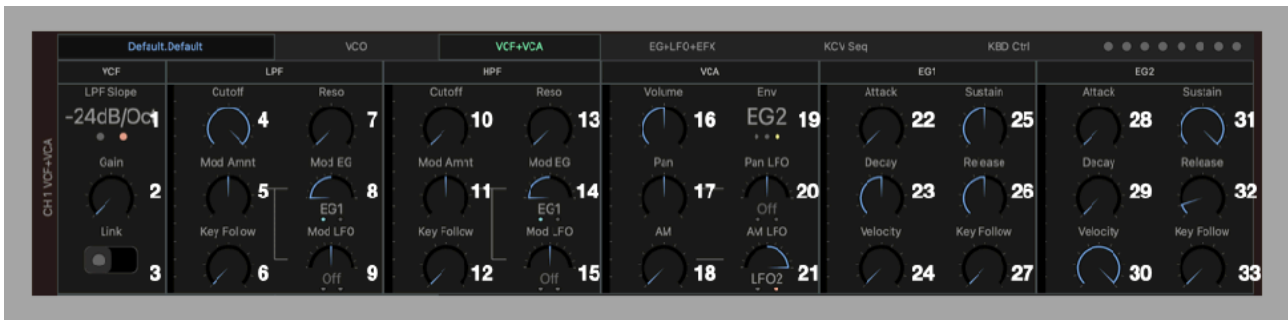 Default.Default VCO VCF+VCA EG+LFO+EFX KCV Seq KBD Ctrl
VCF LPF HPF VCA EG1 EG2
LPF Slope Cutoff Reso Cutoff Reso Volume Env Attack Sustain Attack Sustain
-24dB/Oct 1 4 7 10 13 16 EG2 19 22 25 28 31
Gain Mod Amnt Mod EG Mod Amnt Mod EG Pan Pan LFO Decay Release Decay Release
2 5 8 11 14 17 20 23 26 29 32
EG1 EG1 Off
Link Key Follow Mod LFO Key Follow Mod LFO AM AM LFO Velocity Key Follow Velocity Key Follow
3 6 Off 9 12 Off 15 18 LFO2 21 24 27 30 33
CH 1 VCF+VCA